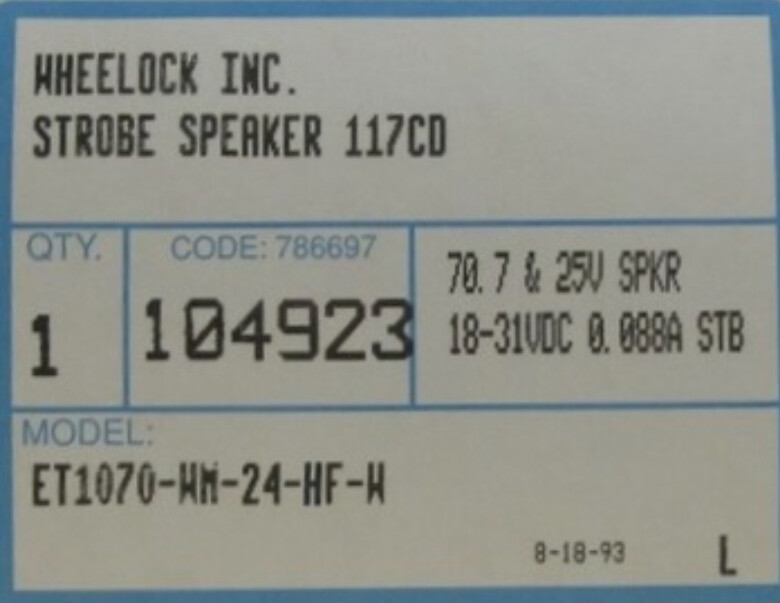 WHEELOCK INC.
STROBE SPEAKER 117CD
QTY.
1
CODE: 786697
104923
70.7 & 25V SPKR
18-31VDC 0.088A STB
MODEL:
ET1070-WM-24-HF-W
8-18-93
L